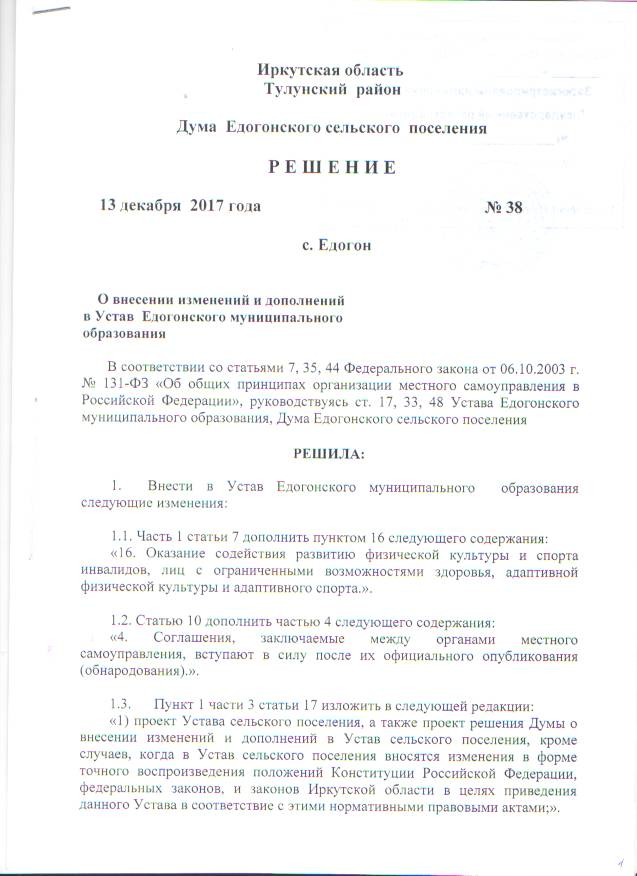 Иркутская область
Тулунский район
Дума Едогонского сельского поселения
Р Е Ш Е Н И Е
13 декабря 2017 года № 38
с. Едогон
О внесении изменений и дополнений
в Устав Едогонского муниципального
образования
В соответствии со статьями 7, 35, 44 Федерального закона от 06.10.2003 г.
№ 131-ФЗ «Об общих принципах организации местного самоуправления в
Российской Федерации», руководствуясь ст. 17, 33, 48 Устава Едогонского
муниципального образования, Дума Едогонского сельского поселения
РЕШИЛА:
1. Внести в Устав Едогонского муниципального образования
следующие изменения:
1.1. Часть 1 статьи 7 дополнить пунктом 16 следующего содержания:
«16. Оказание содействия развитию физической культуры и спорта
инвалидов, лиц с ограниченными возможностями здоровья, адаптивной
физической культуры и адаптивного спорта.».
1.2. Статью 10 дополнить частью 4 следующего содержания:
«4. Соглашения, заключаемые между органами местного
самоуправления, вступают в силу после их официального опубликования
(обнародования).».
1.3. Пункт 1 части 3 статьи 17 изложить в следующей редакции:
«1) проект Устава сельского поселения, а также проект решения Думы о
внесении изменений и дополнений в Устав сельского поселения, кроме
случаев, когда в Устав сельского поселения вносятся изменения в форме
точного воспроизведения положений Конституции Российской Федерации,
федеральных законов, и законов Иркутской области в целях приведения
данного Устава в соответствие с этими нормативными правовыми актами;».
1